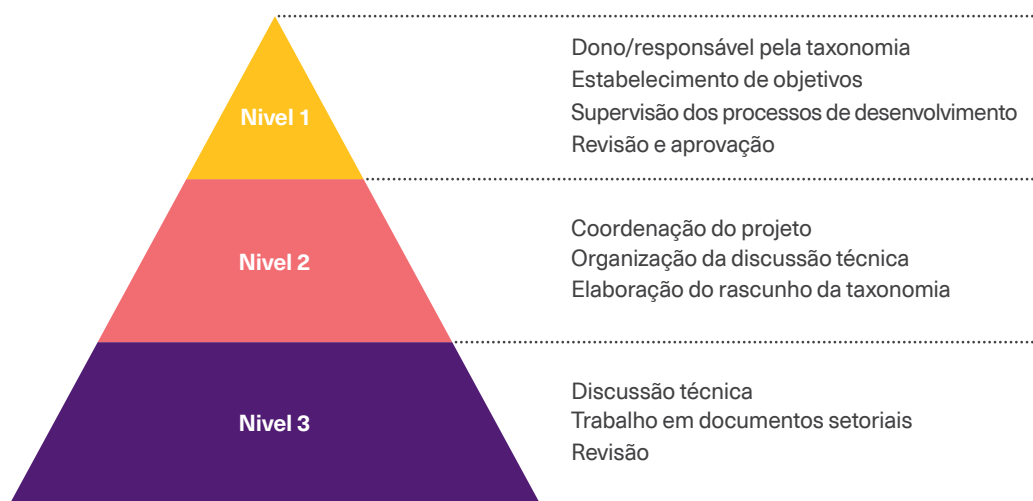 Nivel 1
Dono/responsável pela taxonomia
Estabelecimento de objetivos
Supervisão dos processos de desenvolvimento
Revisão e aprovação
Nivel 2
Coordenação do projeto
Organização da discussão técnica
Elaboração do rascunho da taxonomia
Nivel 3
Discussão técnica
Trabalho em documentos setoriais
Revisão